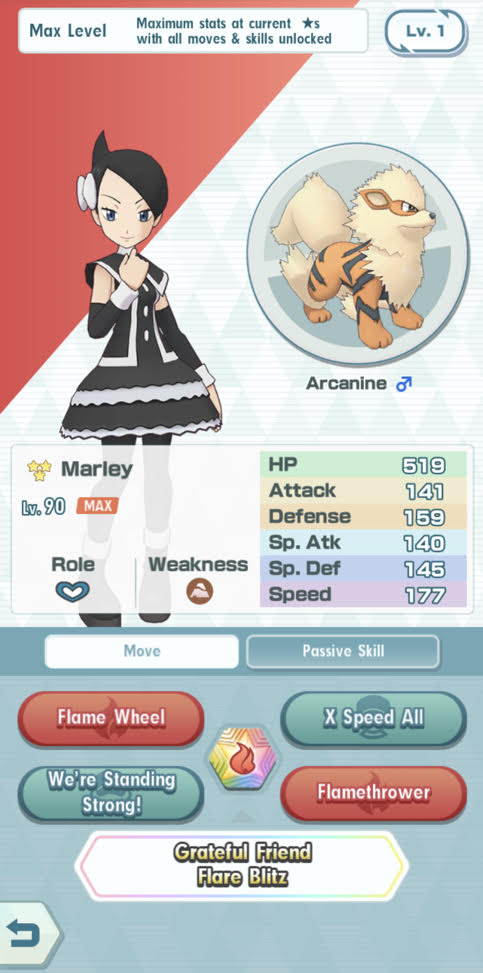 Max Level
Maximum stats at current ★s
with all moves & skills unlocked
Lv. 1
Arcanine ♂
Marley
Lv. 90 MAX
Role
Weakness
HP 519
Attack 141
Defense 159
Sp. Atk 140
Sp. Def 145
Speed 177
Move
Passive Skill
Flame Wheel
X Speed All
We're Standing
Strong!
Flamethrower
Grateful Friend
Flare Blitz